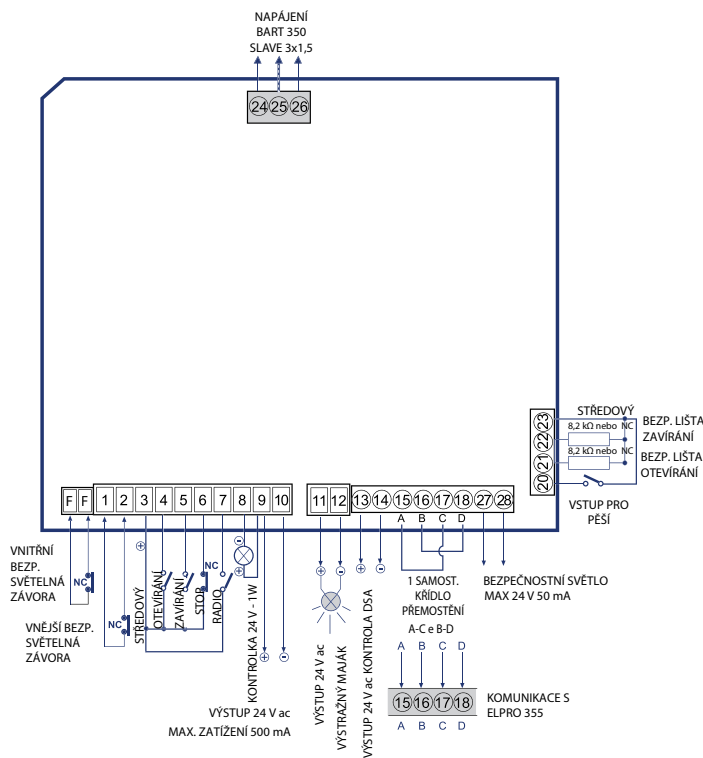 NAPÁJENÍ
BART 350
SLAVE 3x1,5
24 25 26
STŘEDOVÝ
8,2 kΩ nebo NC
BEZP. LIŠTA
ZAVÍRÁNÍ
8,2 kΩ nebo NC
BEZP. LIŠTA
OTEVÍRÁNÍ
23
22
21
20
VSTUP PRO
PĚŠÍ
F F 1 2 3 4 5 6 7 8 9 10
11 12 13 14 15 16 17 18 27 28
A B C D
VNITŘNÍ
BEZP.
SVĚTELNÁ
ZÁVORA
NC
VNĚJŠÍ BEZP.
SVĚTELNÁ
ZÁVORA
NC
STŘEDOVÝ
OTEVÍRÁNÍ
ZAVÍRÁNÍ
STOP
NC
RADIO
KONTROLKA 24 V - 1W
VÝSTUP 24 V ac
MAX. ZATÍŽENÍ 500 mA
VÝSTUP 24 V ac
VÝSTRAŽNÝ MAJÁK
VÝSTUP 24 V ac KONTROLA DSA
1 SAMOST.
KŘÍDLO
PŘEMOSTĚNÍ
A-C e B-D
BEZPEČNOSTNÍ SVĚTLO
MAX 24 V 50 mA
A B C D
15 16 17 18
A B C D
KOMUNIKACE S
ELPRO 355